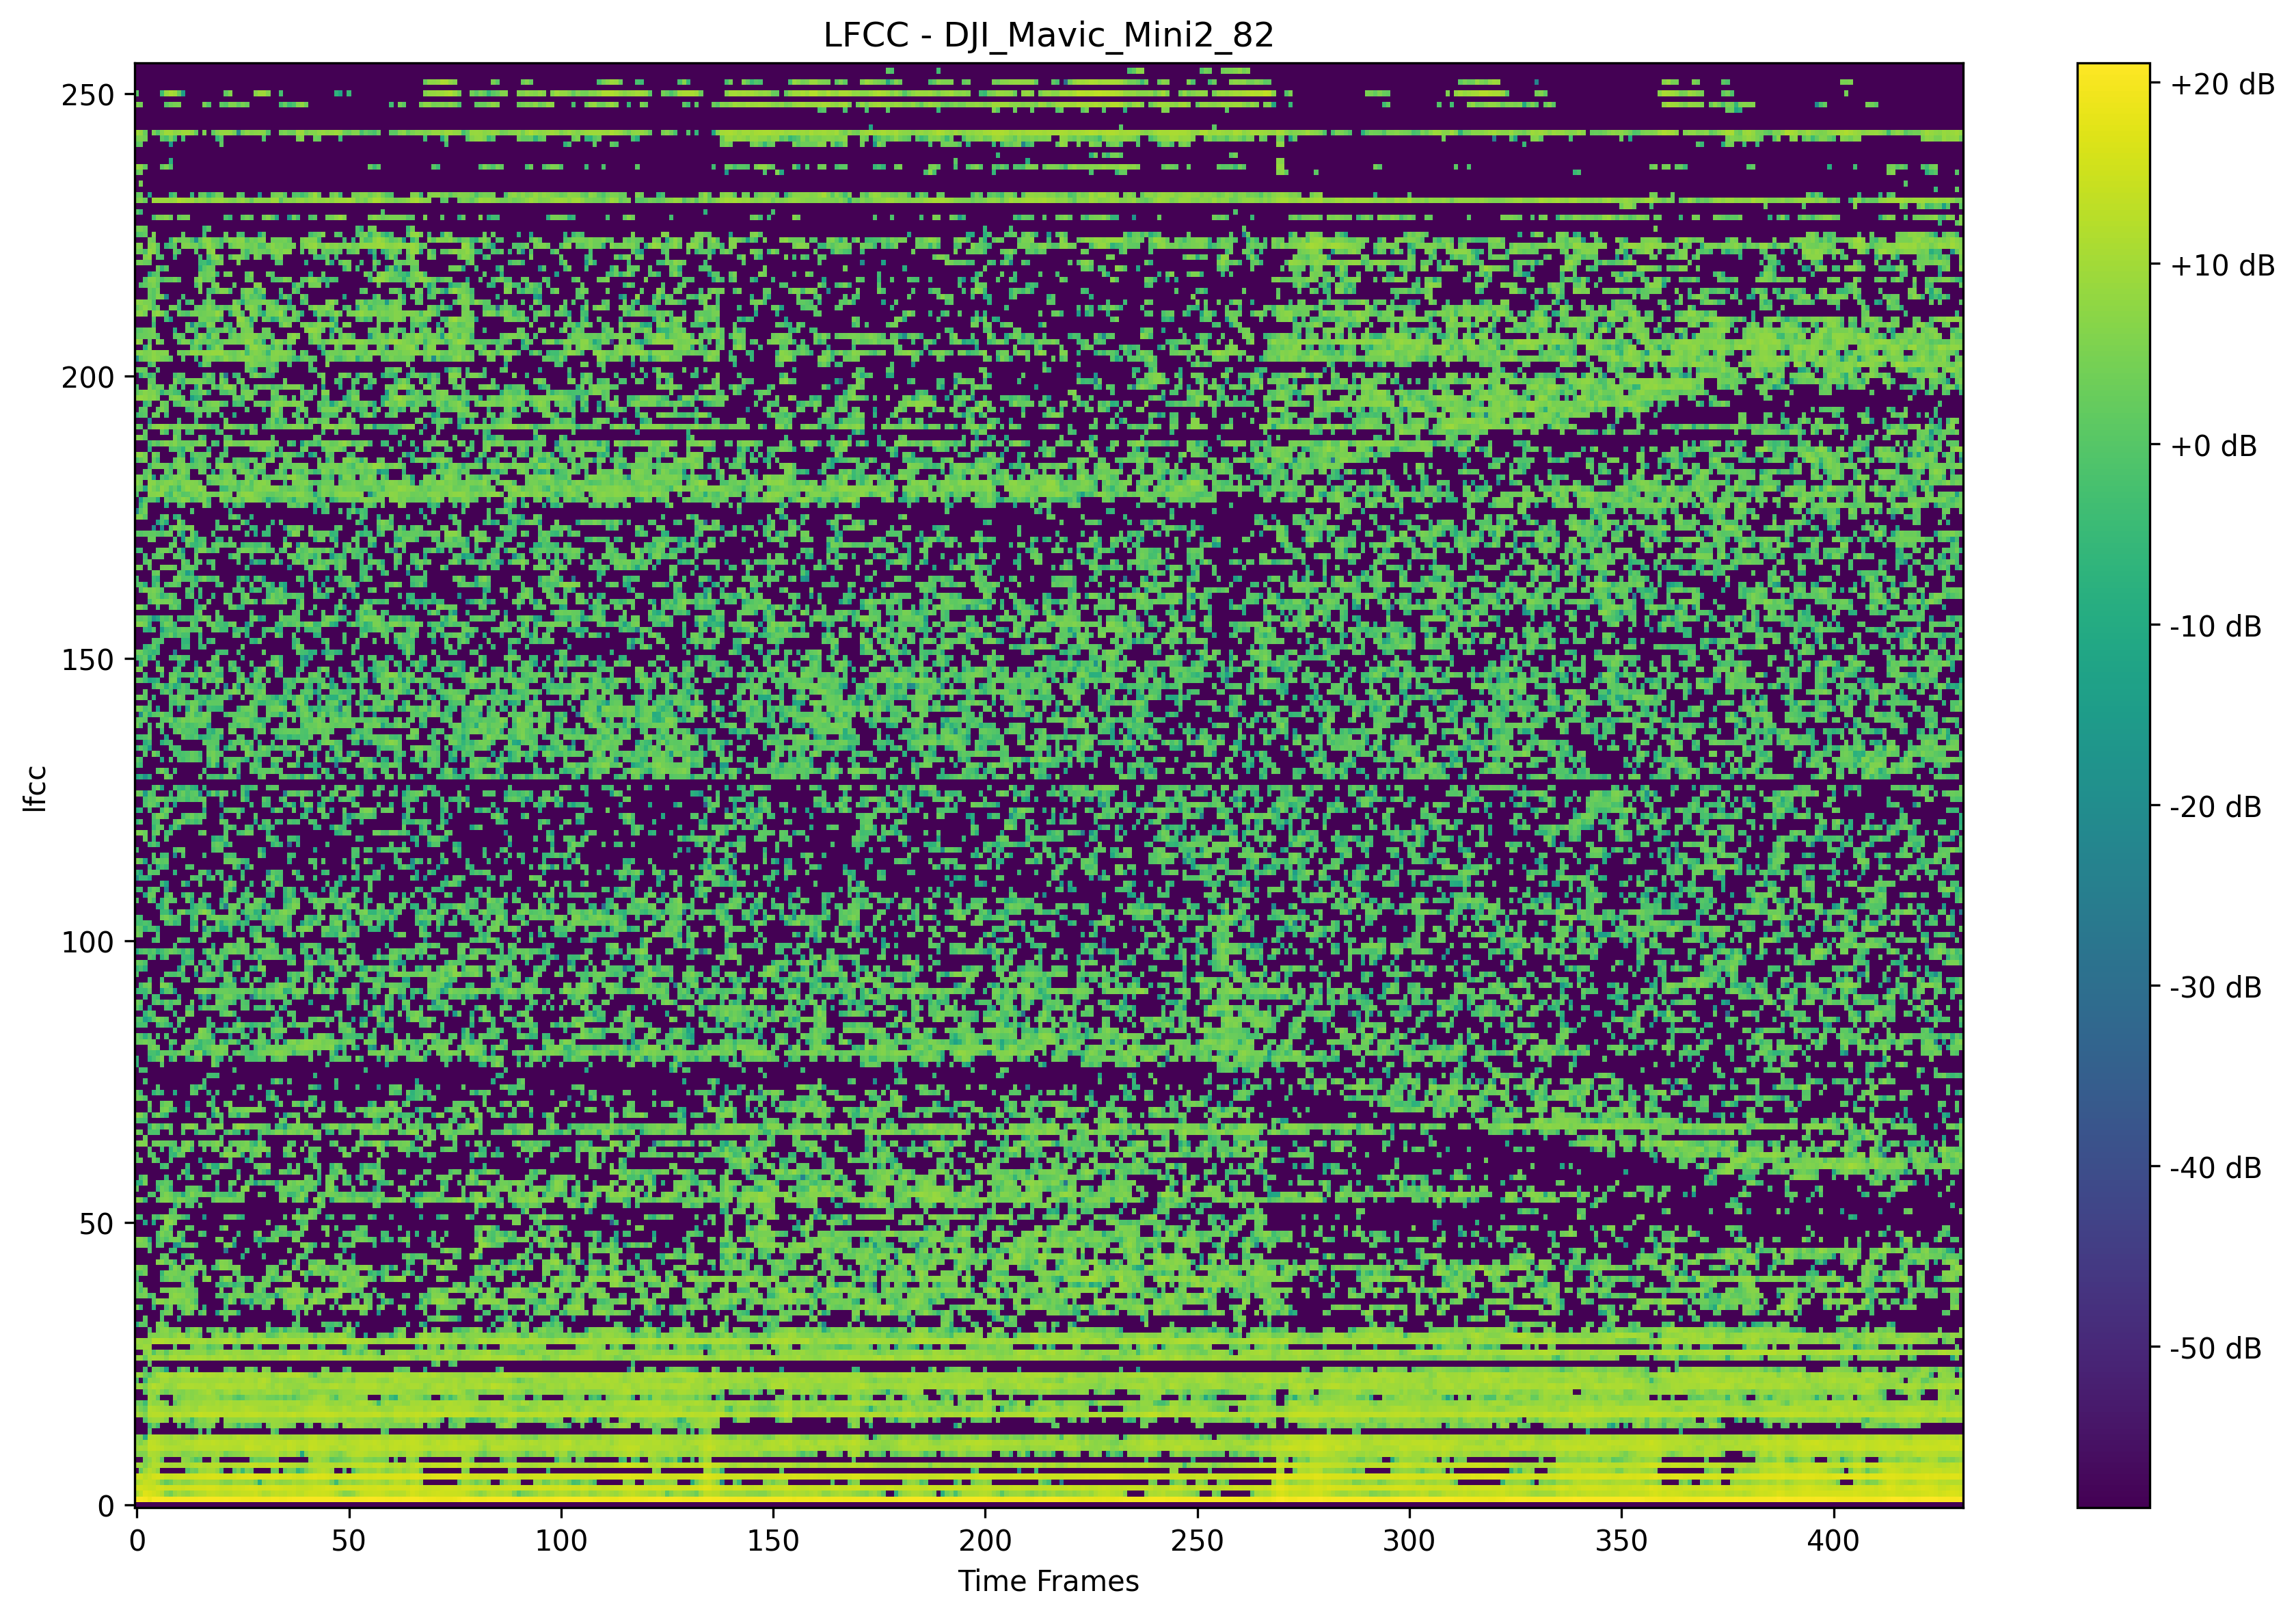 LFCC - DJI_Mavic_Mini2_82
250
200
150
100
50
0
lfcc
0 50 100 150 200 250 300 350 400
Time Frames
+20 dB
+10 dB
+0 dB
-10 dB
-20 dB
-30 dB
-40 dB
-50 dB